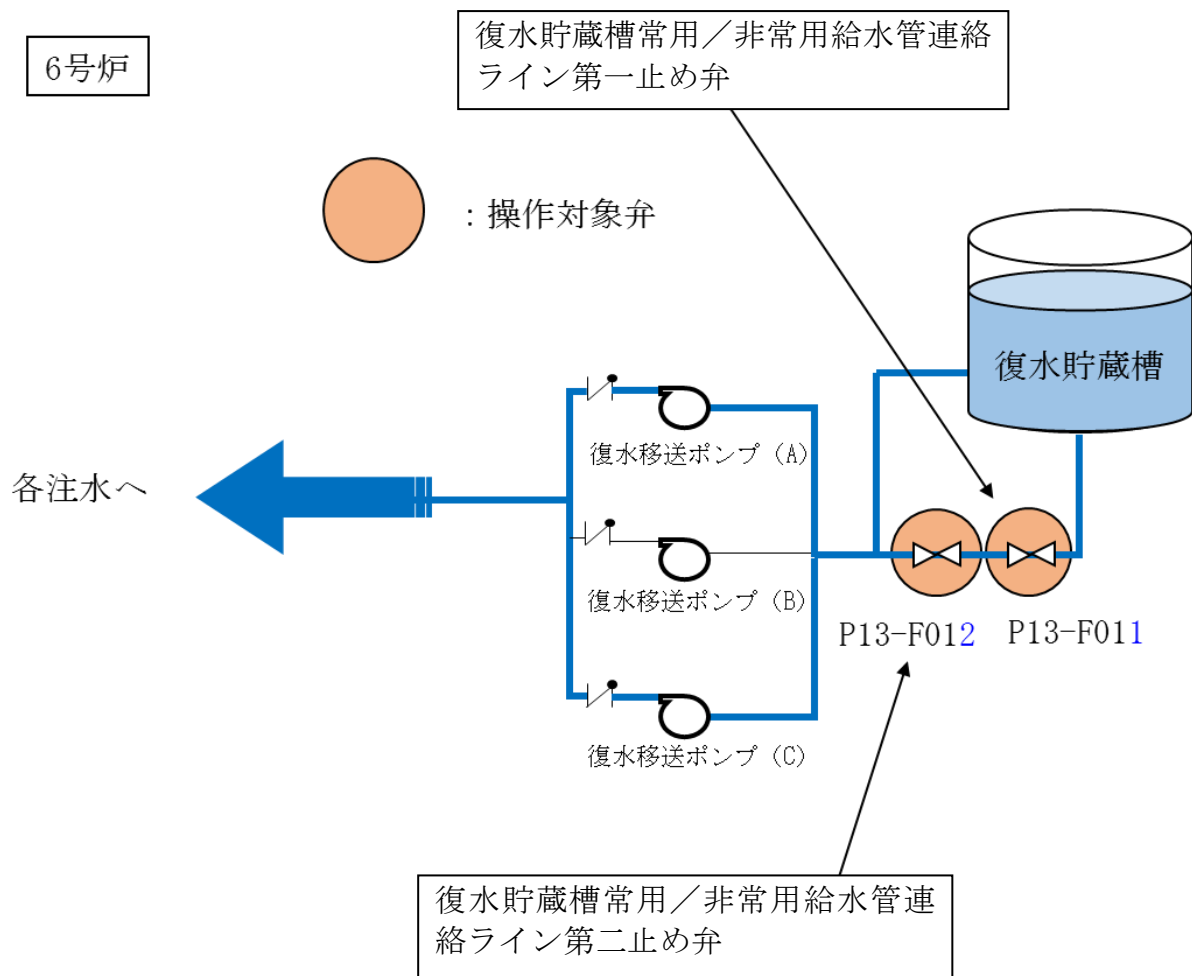 6号炉
復水貯蔵槽常用／非常用給水管連絡
ライン第一止め弁
：操作対象弁
復水貯蔵槽
各注水へ
復水移送ポンプ（A）
復水移送ポンプ（B）
復水移送ポンプ（C）
P13-F012
P13-F011
復水貯蔵槽常用／非常用給水管連
絡ライン第二止め弁